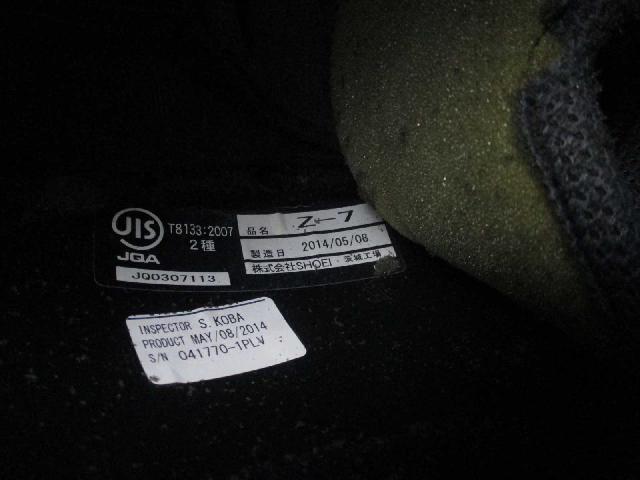 JIS
JQA
T8133:2007
2種
JQ0307113
品名 Z-7
製造日 2014/05/08
株式会社SHOEI・茨城工場
INSPECTOR S.KOBA
PRODUCT MAY/08/2014
S/N 041770-1PLV